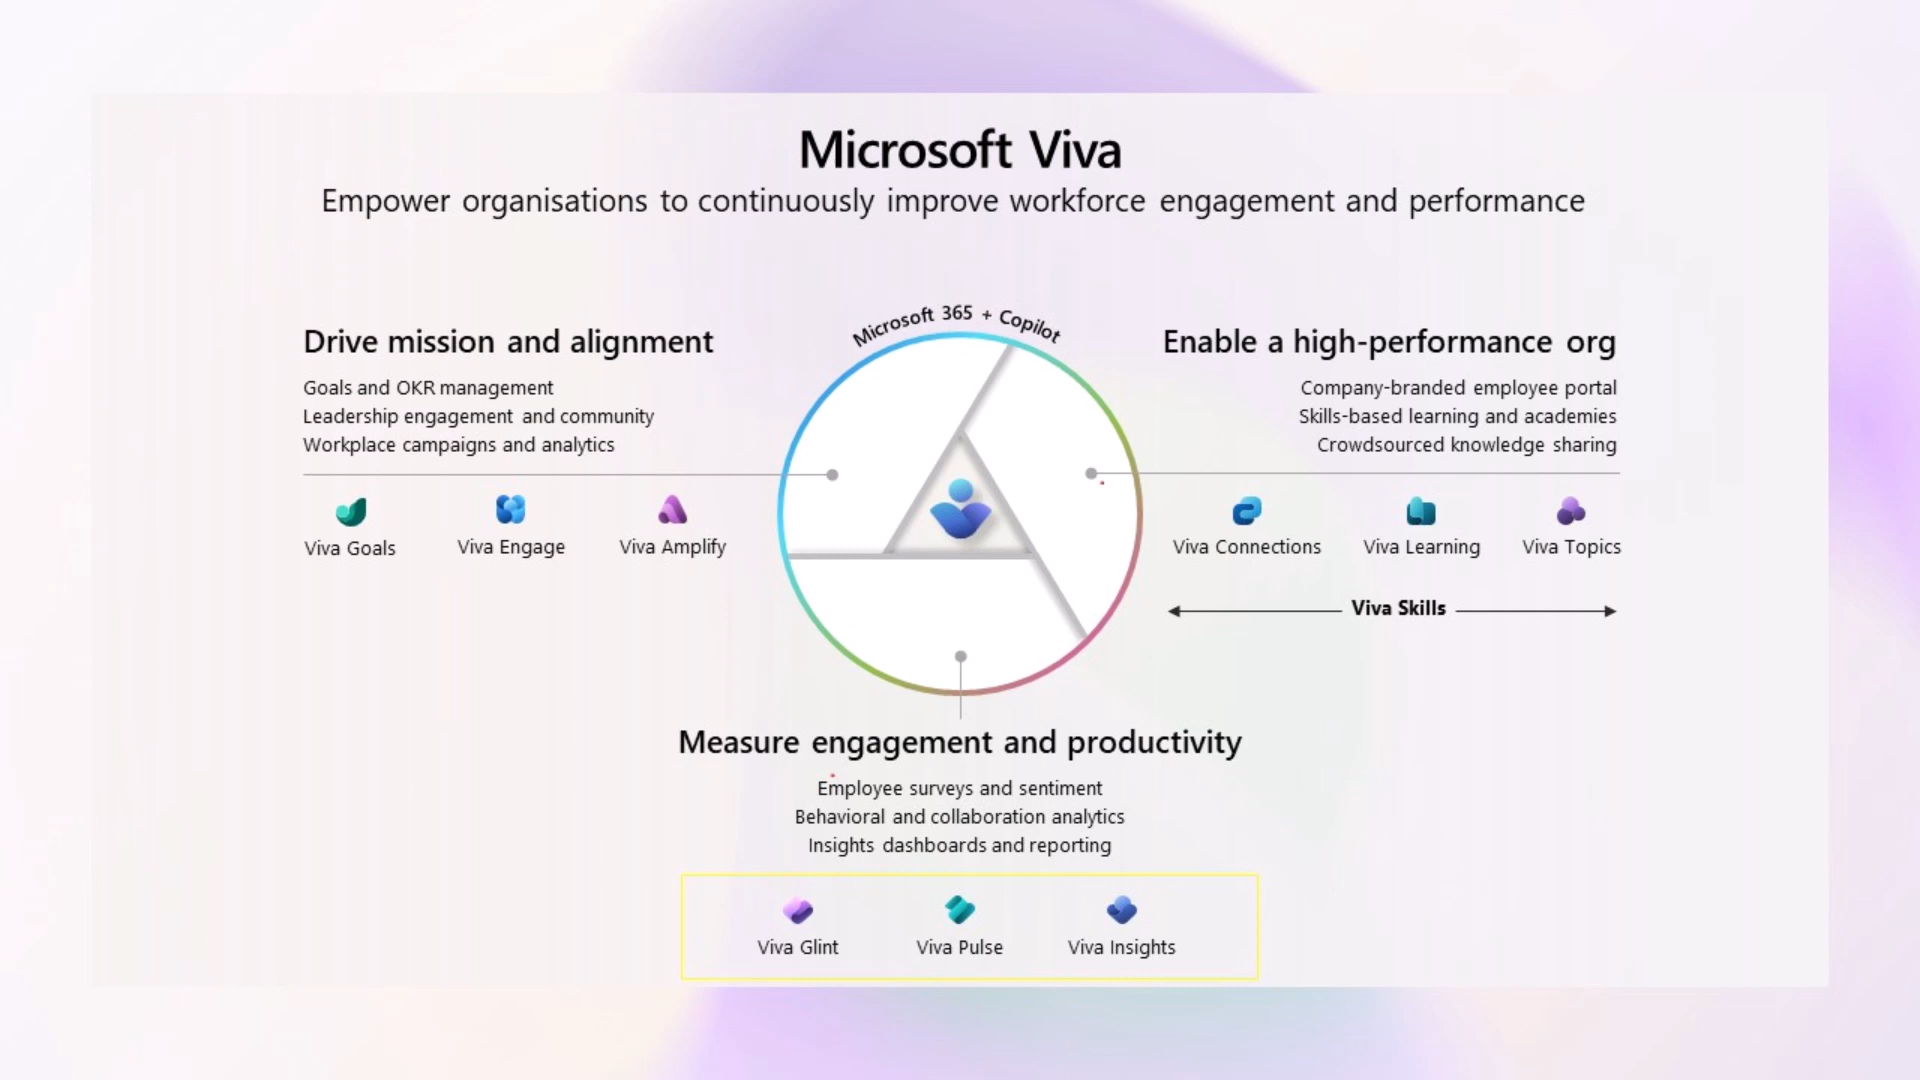 Microsoft Viva
Empower organisations to continuously improve workforce engagement and performance
Microsoft 365 + Copilot
Drive mission and alignment
Goals and OKR management
Leadership engagement and community
Workplace campaigns and analytics
Viva Goals
Viva Engage
Viva Amplify
Enable a high-performance org
Company-branded employee portal
Skills-based learning and academies
Crowdsourced knowledge sharing
Viva Connections
Viva Learning
Viva Topics
Viva Skills
Measure engagement and productivity
Employee surveys and sentiment
Behavioral and collaboration analytics
Insights dashboards and reporting
Viva Glint
Viva Pulse
Viva Insights